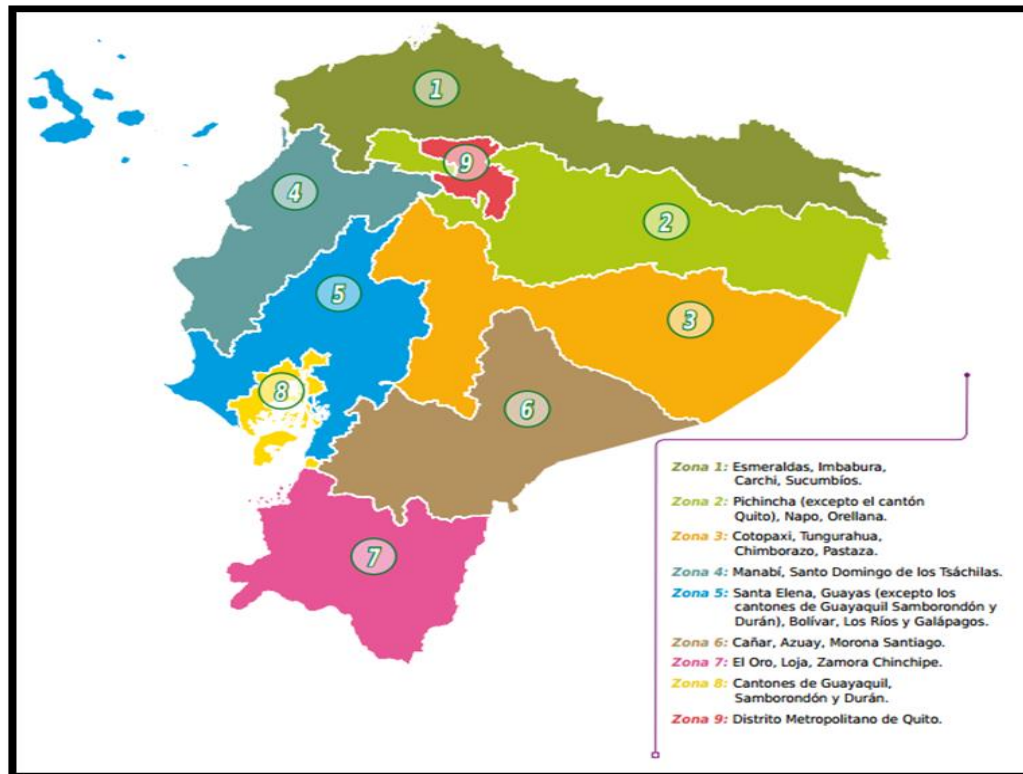 1
9
4
2
5
3
8
6
7
Zona 1: Esmeraldas, Imbabura,
Carchi, Sucumbíos.
Zona 2: Pichincha (excepto el cantón
Quito), Napo, Orellana.
Zona 3: Cotopaxi, Tungurahua,
Chimborazo, Pastaza.
Zona 4: Manabí, Santo Domingo de los Tsáchilas.
Zona 5: Santa Elena, Guayas (excepto los
cantones de Guayaquil Samborondón y
Durán), Bolívar, Los Ríos y Galápagos.
Zona 6: Cañar, Azuay, Morona Santiago.
Zona 7: El Oro, Loja, Zamora Chinchipe.
Zona 8: Cantones de Guayaquil,
Samborondón y Durán.
Zona 9: Distrito Metropolitano de Quito.